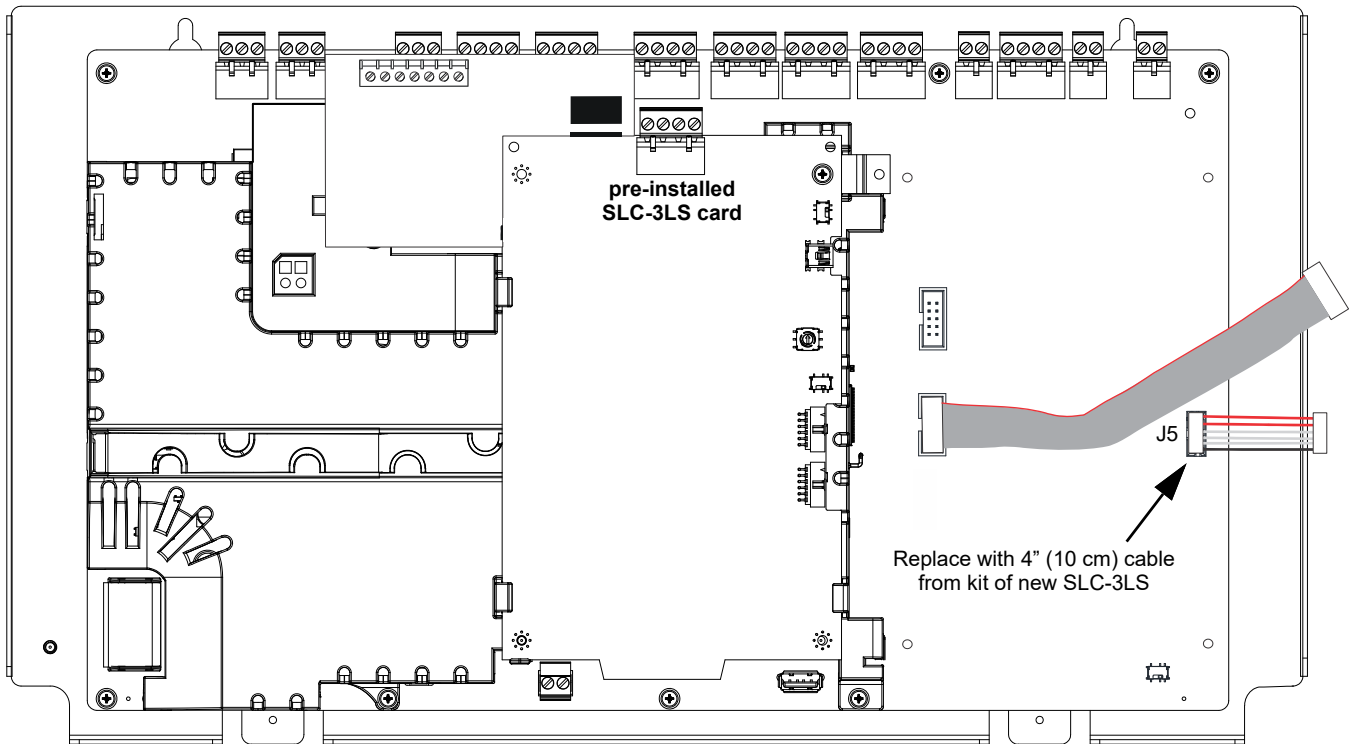 pre-installed
SLC-3LS card
J5
Replace with 4” (10 cm) cable
from kit of new SLC-3LS